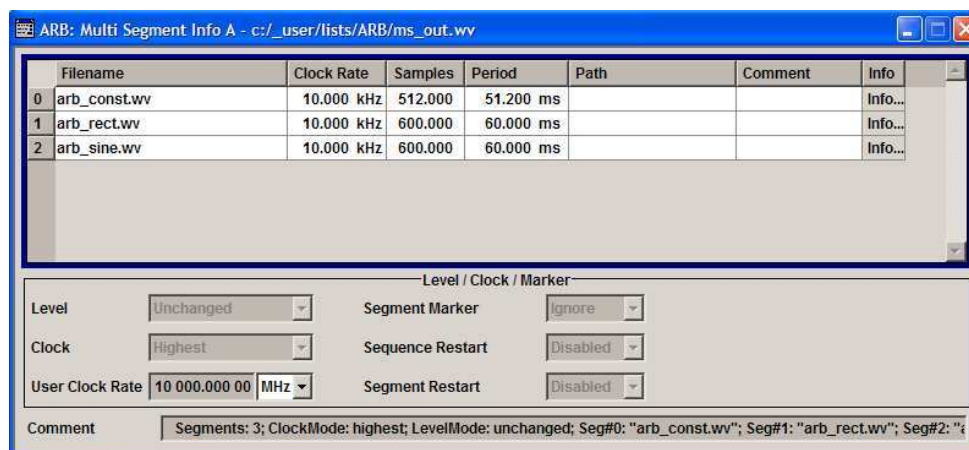 ARB: Multi Segment Info A - c:/_user/lists/ARB/ms_out.wv
Filename Clock Rate Samples Period Path Comment Info
0 arb_const.wv 10.000 kHz 512.000 51.200 ms Info...
1 arb_rect.wv 10.000 kHz 600.000 60.000 ms Info...
2 arb_sine.wv 10.000 kHz 600.000 60.000 ms Info...
Level / Clock / Marker
Level Unchanged Segment Marker Ignore
Clock Highest Sequence Restart Disabled
User Clock Rate 10 000.000 00 MHz Segment Restart Disabled
Comment Segments: 3; ClockMode: highest; LevelMode: unchanged; Seg#0: "arb_const.wv"; Seg#1: "arb_rect.wv"; Seg#2: "a